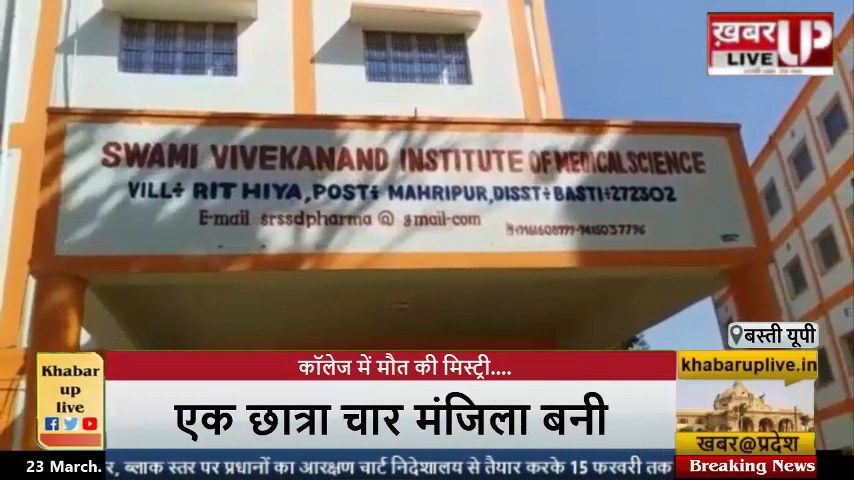 ख़बर UP
LIVE
SWAMI VIVEKANAND INSTITUTE OF MEDICAL SCIENCE
VILL÷ RITHIYA, POST÷ MAHRIPUR, DISST÷ BASTI÷272302
E-mail srssdpharma@gmail-com
बस्ती यूपी
Khabar
up
live
कॉलेज में मौत की मिस्ट्री....
एक छात्रा चार मंजिला बनी
khabaruplive.in
खबर@प्रदेश
23 March.
र, ब्लाक स्तर पर प्रधानों का आरक्षण चार्ट निदेशालय से तैयार करके 15 फरवरी तक
Breaking News